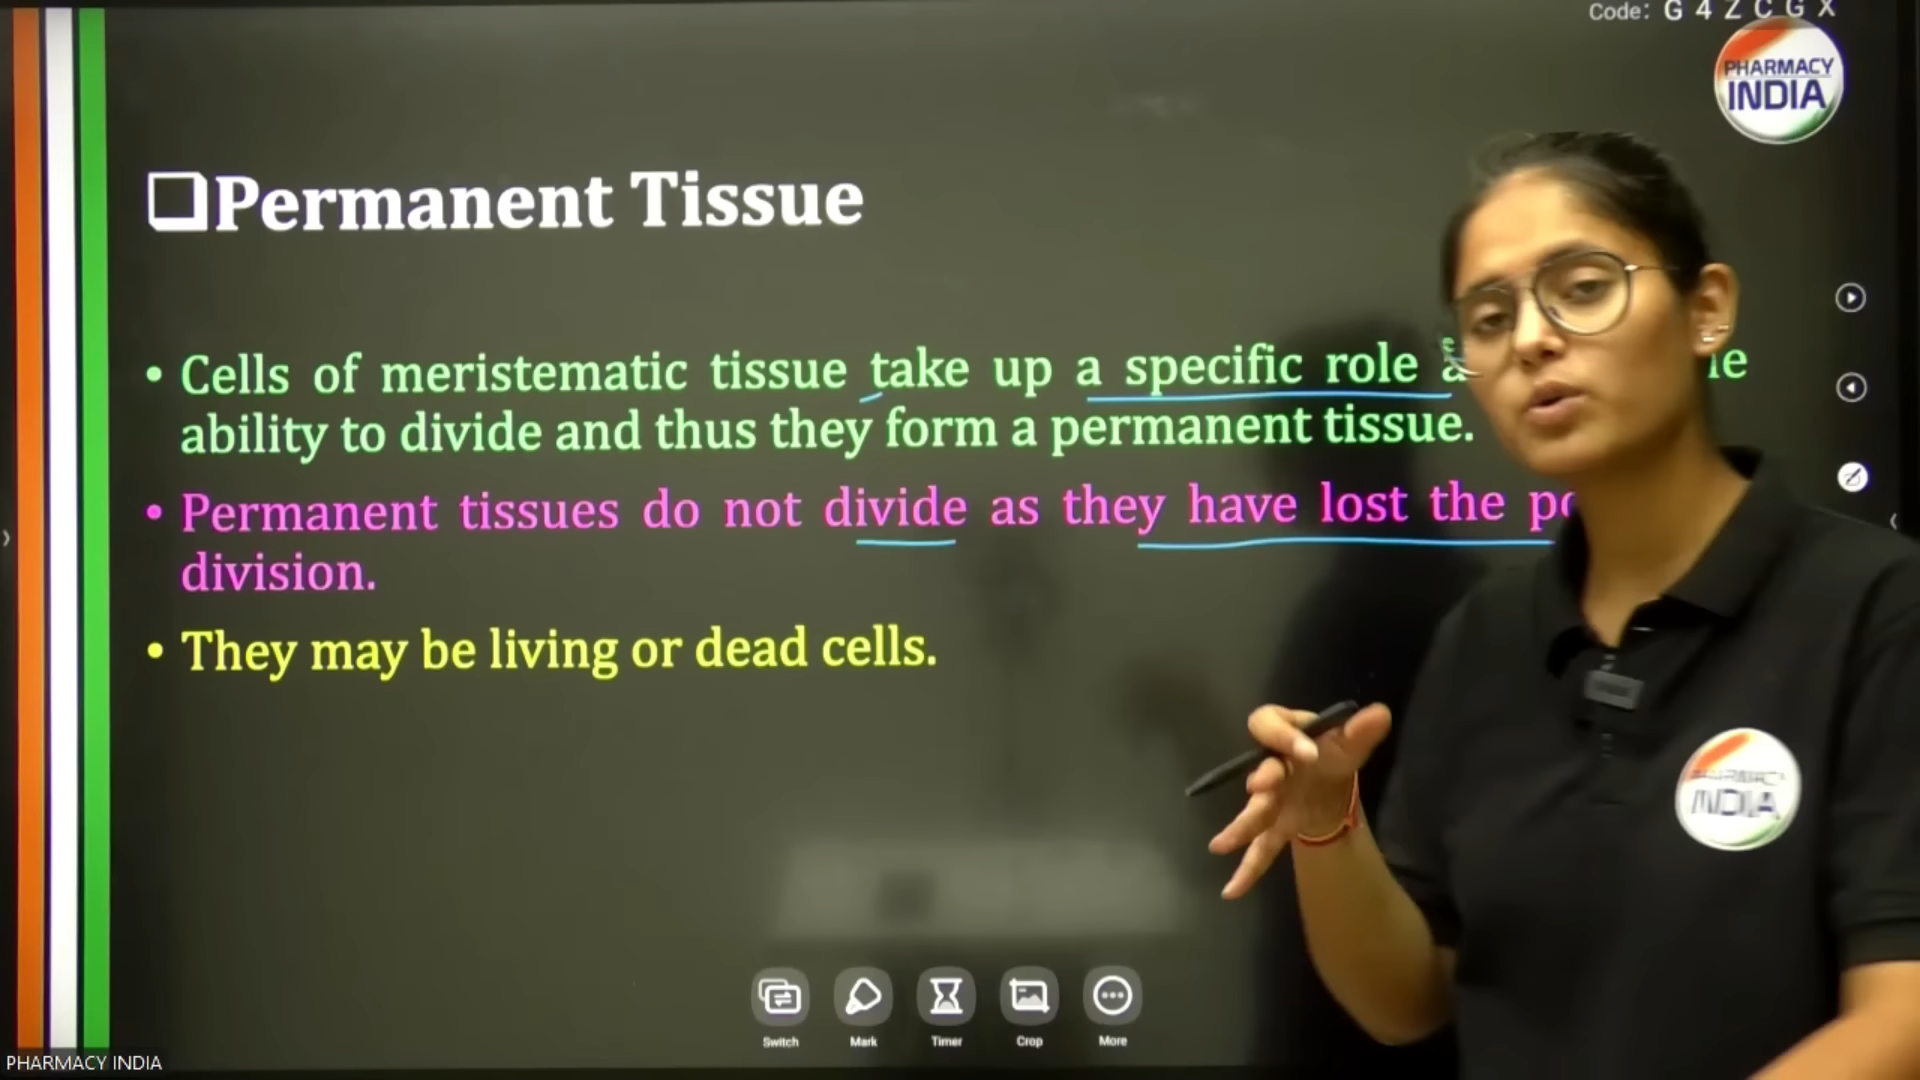 Code: G 4 Z C G X
PHARMACY
INDIA
Permanent Tissue
• Cells of meristematic tissue take up a specific role
ability to divide and thus they form a permanent tissue.
• Permanent tissues do not divide as they have lost the
division.
• They may be living or dead cells.
INDIA
Switch Mark Timer Crop More
PHARMACY INDIA